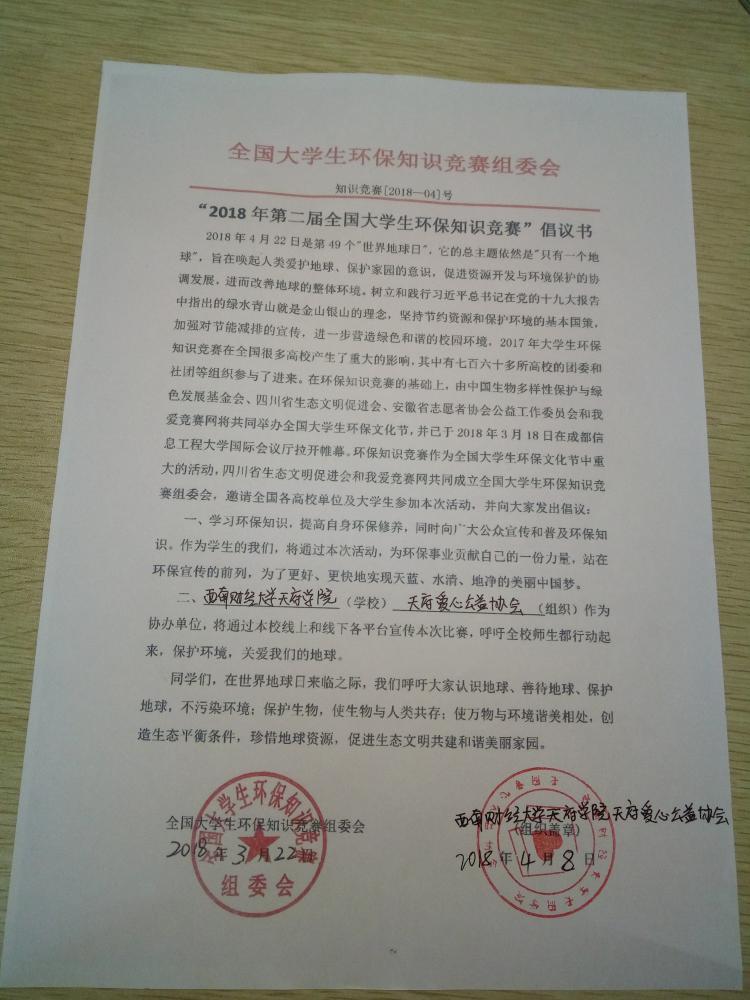 全国大学生环保知识竞赛组委会
知识竞赛[2018—04]号
“2018 年第二届全国大学生环保知识竞赛”倡议书
2018 年 4 月 22 日是第 49 个"世界地球日"，它的总主题依然是"只有一个地
球"，旨在唤起人类爱护地球、保护家园的意识，促进资源开发与环境保护的协
调发展，进而改善地球的整体环境。树立和践行习近平总书记在党的十九大报告
中指出的绿水青山就是金山银山的理念，坚持节约资源和保护环境的基本国策，
加强对节能减排的宣传，进一步营造绿色和谐的校园环境，2017 年大学生环保
知识竞赛在全国很多高校产生了重大的影响，其中有七百六十多所高校的团委和
社团等组织参与了进来。在环保知识竞赛的基础上，由中国生物多样性保护与绿
色发展基金会、四川省生态文明促进会、安徽省志愿者协会公益工作委员会和我
爱竞赛网将共同举办全国大学生环保文化节，并已于 2018 年 3 月 18 日在成都信
息工程大学国际会议厅拉开帷幕。环保知识竞赛作为全国大学生环保文化节中重
大的活动，四川省生态文明促进会和我爱竞赛网共同成立全国大学生环保知识竞
赛组委会，邀请全国各高校单位及大学生参加本次活动，并向大家发出倡议：
一、学习环保知识，提高自身环保修养，同时向广大公众宣传和普及环保知
识。作为学生的我们，将通过本次活动，为环保事业贡献自己的一份力量，站在
环保宣传的前列，为了更好、更快地实现天蓝、水清、地净的美丽中国梦。
二、西南财经大学天府学院（学校）天府爱心公益协会（组织）作为
协办单位，将通过本校线上和线下各平台宣传本次比赛，呼吁全校师生都行动起
来，保护环境，关爱我们的地球。
同学们，在世界地球日来临之际，我们呼吁大家认识地球、善待地球、保护
地球，不污染环境；保护生物，使生物与人类共存；使万物与环境谐美相处，创
造生态平衡条件，珍惜地球资源，促进生态文明共建和谐美丽家园。
全国大学生环保知识竞赛组委会
2018 年 3 月 22 日
全国大学生环保知识竞赛
组委会
西南财经大学天府学院天府爱心公益协会
(组织盖章)
2018 年 4 月 8 日